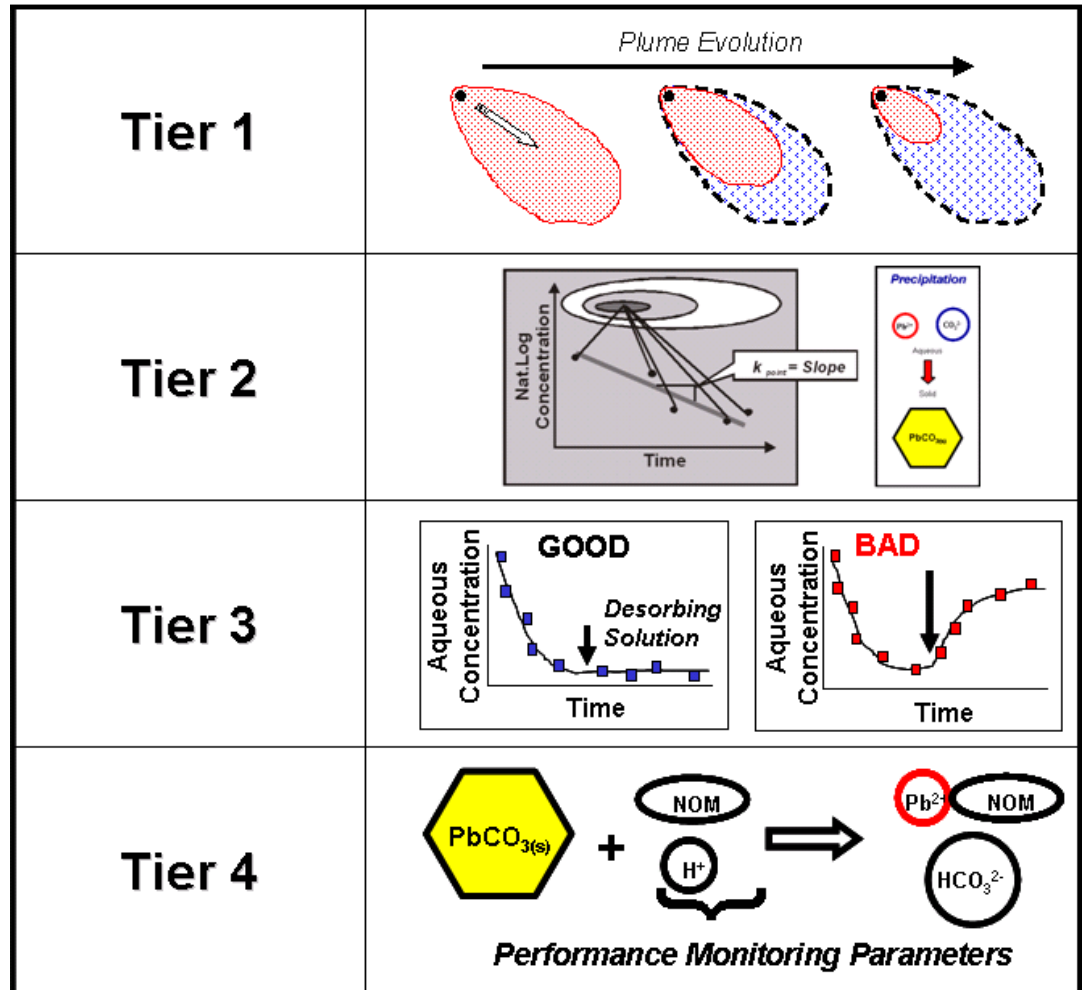 Tier 1
Plume Evolution
Tier 2
Nat.Log
Concentration
k point = Slope
Time
Precipitation
Pb²⁺
CO₃²⁻
Aqueous
Solid
Tier 3
Aqueous
Concentration
GOOD
Desorbing
Solution
Time
Aqueous
Concentration
BAD
Time
Tier 4
PbCO₃(s)
+
NOM
H⁺
Pb²⁺
NOM
HCO₃²⁻
Performance Monitoring Parameters